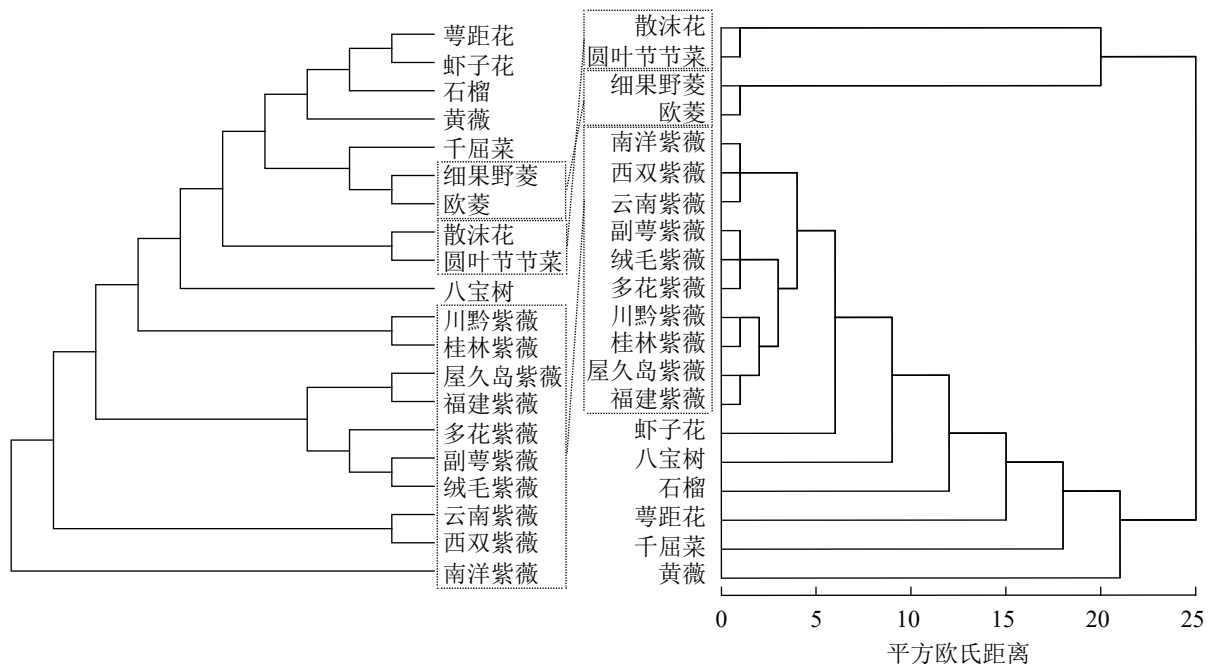 萼距花
虾子花
石榴
黄薇
千屈菜
细果野菱
欧菱
散沫花
圆叶节节菜
八宝树
川黔紫薇
桂林紫薇
屋久岛紫薇
福建紫薇
多花紫薇
副萼紫薇
绒毛紫薇
云南紫薇
西双紫薇
南洋紫薇
散沫花
圆叶节节菜
细果野菱
欧菱
南洋紫薇
西双紫薇
云南紫薇
副萼紫薇
绒毛紫薇
多花紫薇
川黔紫薇
桂林紫薇
屋久岛紫薇
福建紫薇
虾子花
八宝树
石榴
萼距花
千屈菜
黄薇
0 5 10 15 20 25
平方欧氏距离